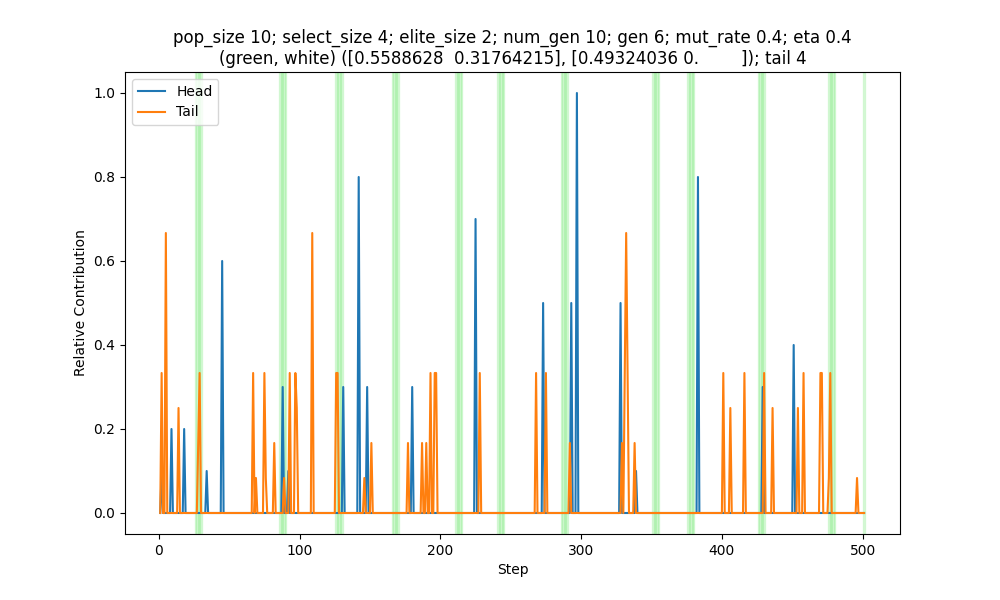 pop_size 10; select_size 4; elite_size 2; num_gen 10; gen 6; mut_rate 0.4; eta 0.4
(green, white) ([0.5588628  0.31764215], [0.49324036 0.        ]); tail 4
Head
Tail
1.0
0.8
0.6
0.4
0.2
0.0
Relative Contribution
0 100 200 300 400 500
Step